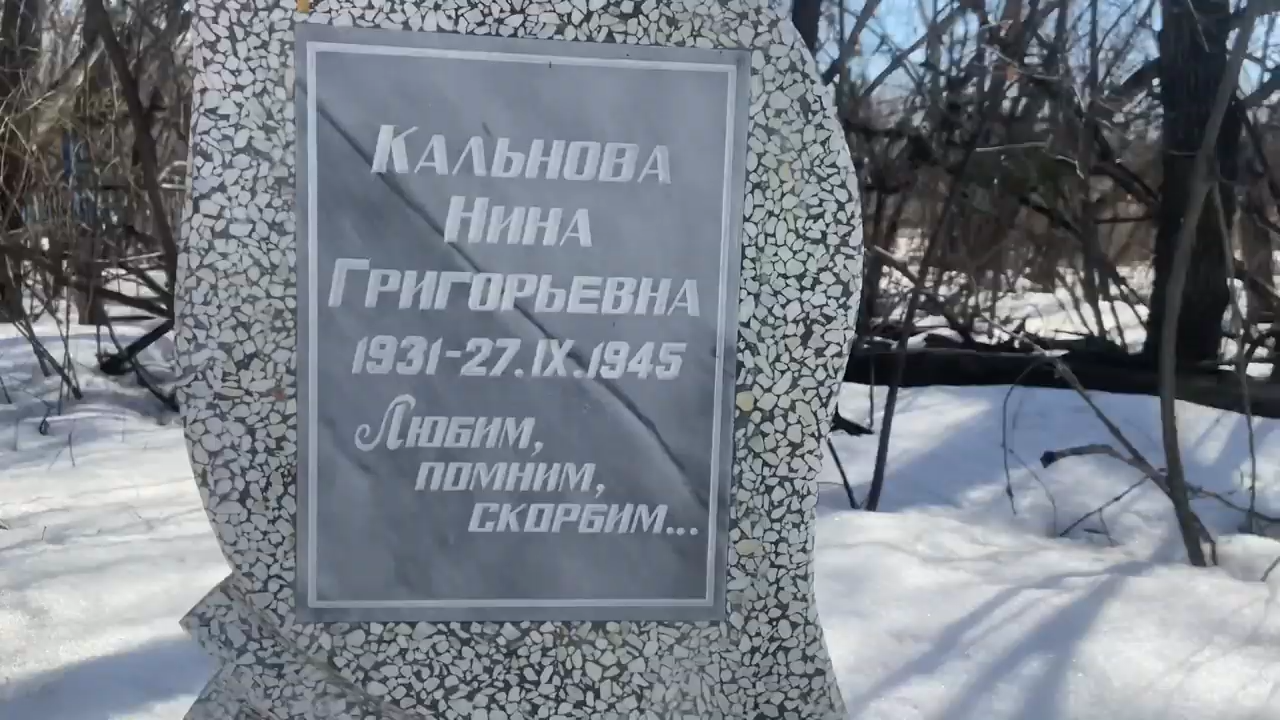 Кальнова
Нина
Григорьевна
1931-27.IX.1945
Любим,
помним,
скорбим...